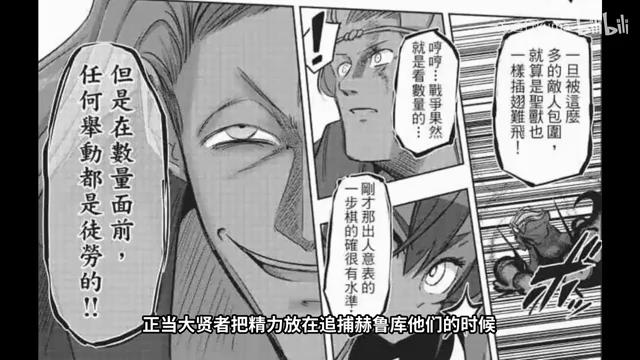 一旦被這麼
多的敵人包圍，
就算是聖獸也
一樣插翅難飛！
哼哼…戰爭果然
就是看數量的…
！
剛才那出人意表的
一步棋的確很有水準
但是在數量面前，
任何舉動都是徒勞的!!
正当大贤者把精力放在追捕赫鲁库他们的时候
bilibili